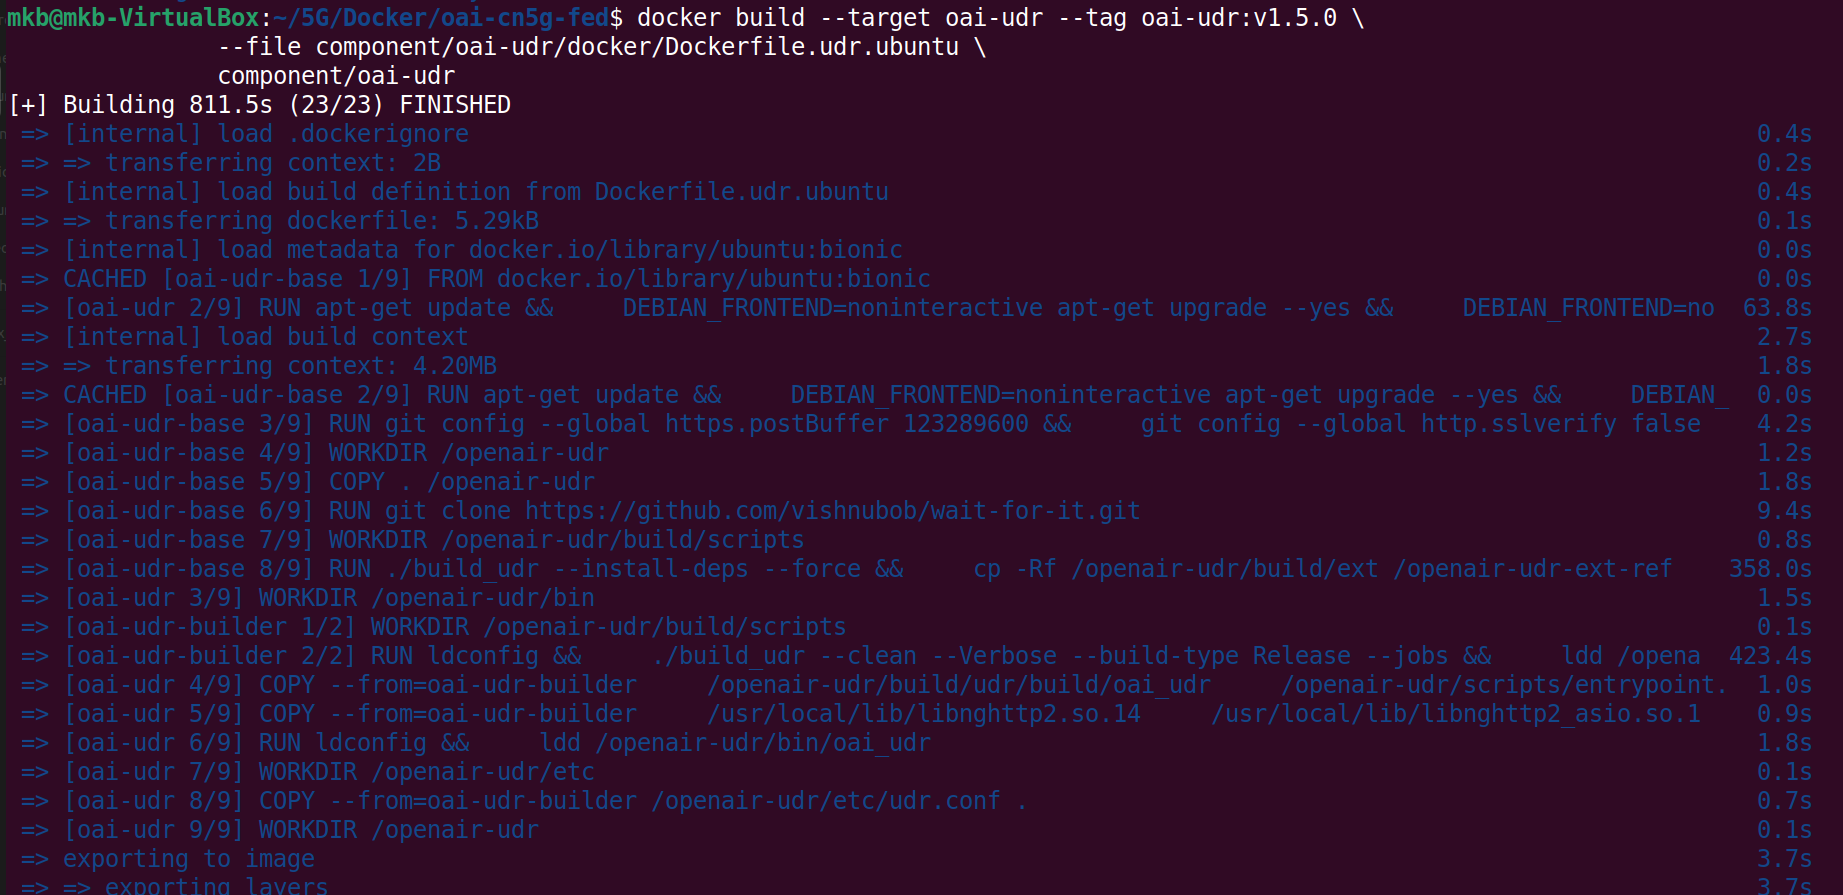 mkb@mkb-VirtualBox:~/5G/Docker/oai-cn5g-fed$ docker build --target oai-udr --tag oai-udr:v1.5.0 \
--file component/oai-udr/docker/Dockerfile.udr.ubuntu \
component/oai-udr
[+] Building 811.5s (23/23) FINISHED
=> [internal] load .dockerignore 0.4s
=> => transferring context: 2B 0.2s
=> [internal] load build definition from Dockerfile.udr.ubuntu 0.4s
=> => transferring dockerfile: 5.29kB 0.1s
=> [internal] load metadata for docker.io/library/ubuntu:bionic 0.0s
=> CACHED [oai-udr-base 1/9] FROM docker.io/library/ubuntu:bionic 0.0s
=> [oai-udr 2/9] RUN apt-get update &&     DEBIAN_FRONTEND=noninteractive apt-get upgrade --yes &&     DEBIAN_FRONTEND=no 63.8s
=> [internal] load build context 2.7s
=> => transferring context: 4.20MB 1.8s
=> CACHED [oai-udr-base 2/9] RUN apt-get update &&     DEBIAN_FRONTEND=noninteractive apt-get upgrade --yes &&     DEBIAN_ 0.0s
=> [oai-udr-base 3/9] RUN git config --global https.postBuffer 123289600 &&     git config --global http.sslverify false 4.2s
=> [oai-udr-base 4/9] WORKDIR /openair-udr 1.2s
=> [oai-udr-base 5/9] COPY . /openair-udr 1.8s
=> [oai-udr-base 6/9] RUN git clone https://github.com/vishnubob/wait-for-it.git 9.4s
=> [oai-udr-base 7/9] WORKDIR /openair-udr/build/scripts 0.8s
=> [oai-udr-base 8/9] RUN ./build_udr --install-deps --force &&     cp -Rf /openair-udr/build/ext /openair-udr-ext-ref 358.0s
=> [oai-udr 3/9] WORKDIR /openair-udr/bin 1.5s
=> [oai-udr-builder 1/2] WORKDIR /openair-udr/build/scripts 0.1s
=> [oai-udr-builder 2/2] RUN ldconfig &&     ./build_udr --clean --Verbose --build-type Release --jobs &&     ldd /opena 423.4s
=> [oai-udr 4/9] COPY --from=oai-udr-builder     /openair-udr/build/udr/build/oai_udr     /openair-udr/scripts/entrypoint. 1.0s
=> [oai-udr 5/9] COPY --from=oai-udr-builder     /usr/local/lib/libnghttp2.so.14     /usr/local/lib/libnghttp2_asio.so.1 0.9s
=> [oai-udr 6/9] RUN ldconfig &&     ldd /openair-udr/bin/oai_udr 1.8s
=> [oai-udr 7/9] WORKDIR /openair-udr/etc 0.1s
=> [oai-udr 8/9] COPY --from=oai-udr-builder /openair-udr/etc/udr.conf . 0.7s
=> [oai-udr 9/9] WORKDIR /openair-udr 0.1s
=> exporting to image 3.7s
=> => exporting layers 3.7s